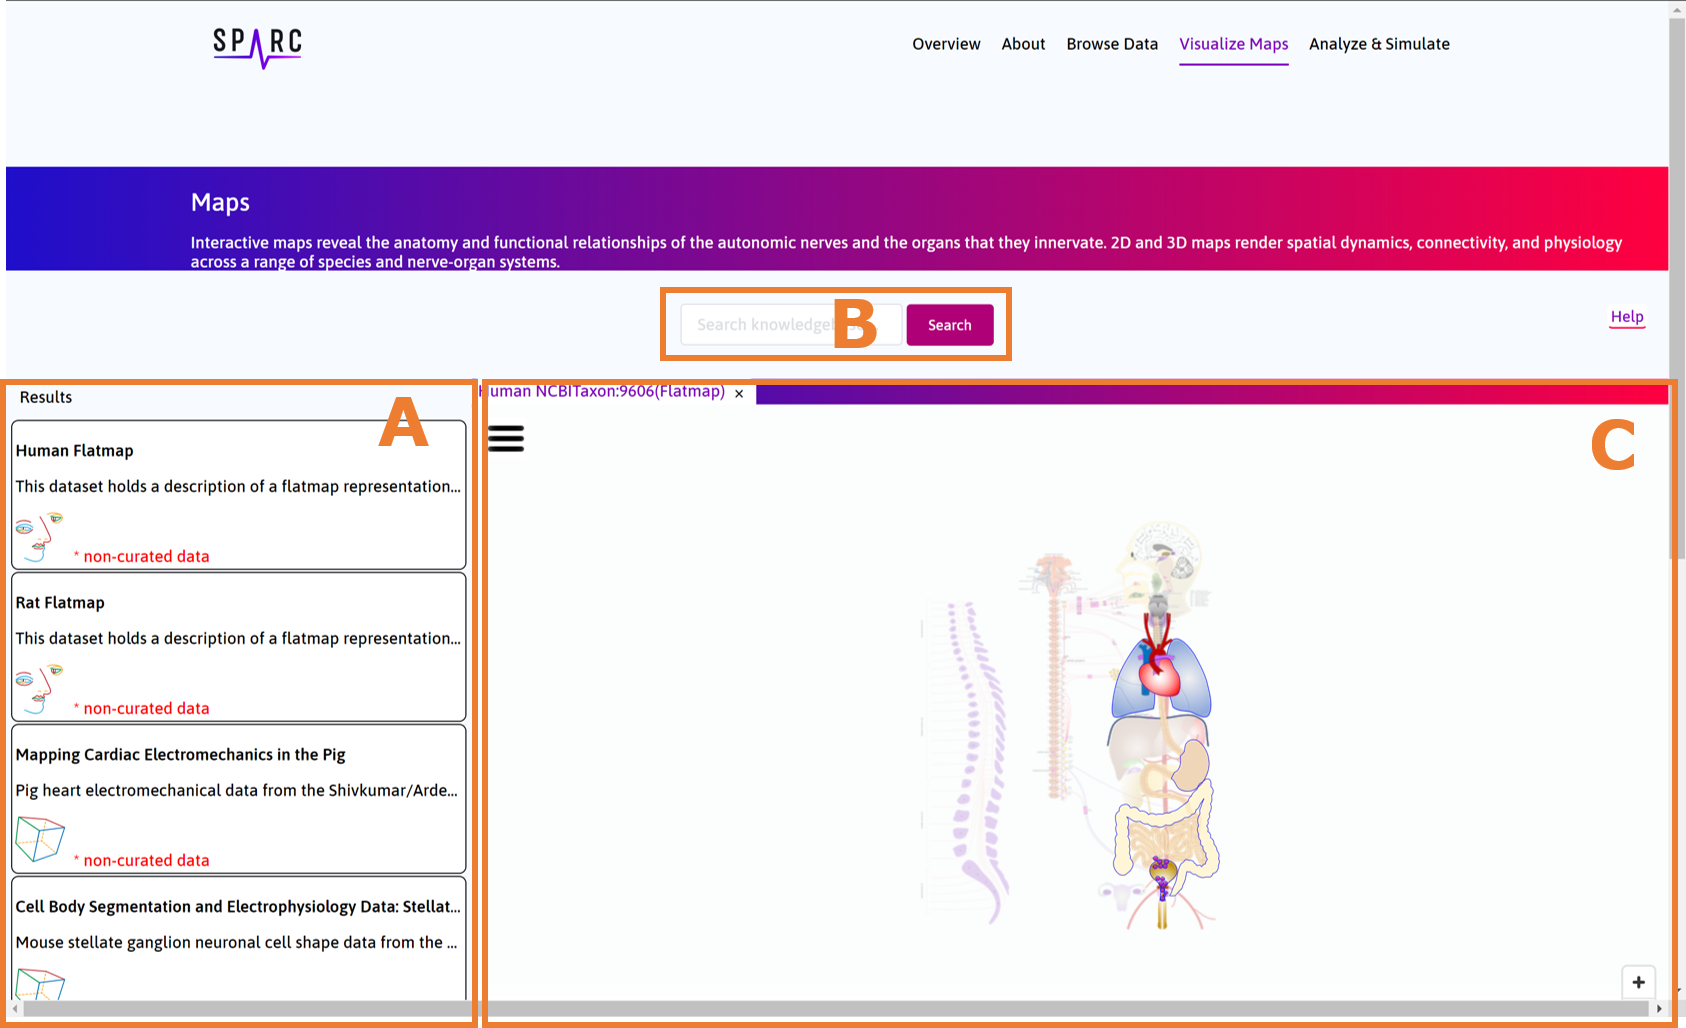 SPARC
Overview About Browse Data Visualize Maps Analyze & Simulate
Maps
Interactive maps reveal the anatomy and functional relationships of the autonomic nerves and the organs that they innervate. 2D and 3D maps render spatial dynamics, connectivity, and physiology
across a range of species and nerve-organ systems.
Search B Search
Help
Results
A
Human Flatmap
This dataset holds a description of a flatmap representation...
* non-curated data
Rat Flatmap
This dataset holds a description of a flatmap representation...
* non-curated data
Mapping Cardiac Electromechanics in the Pig
Pig heart electromechanical data from the Shivkumar/Arde...
* non-curated data
Cell Body Segmentation and Electrophysiology Data: Stellat...
Mouse stellate ganglion neuronal cell shape data from the ...
Human NCBITaxon:9606(Flatmap) ×
C
+